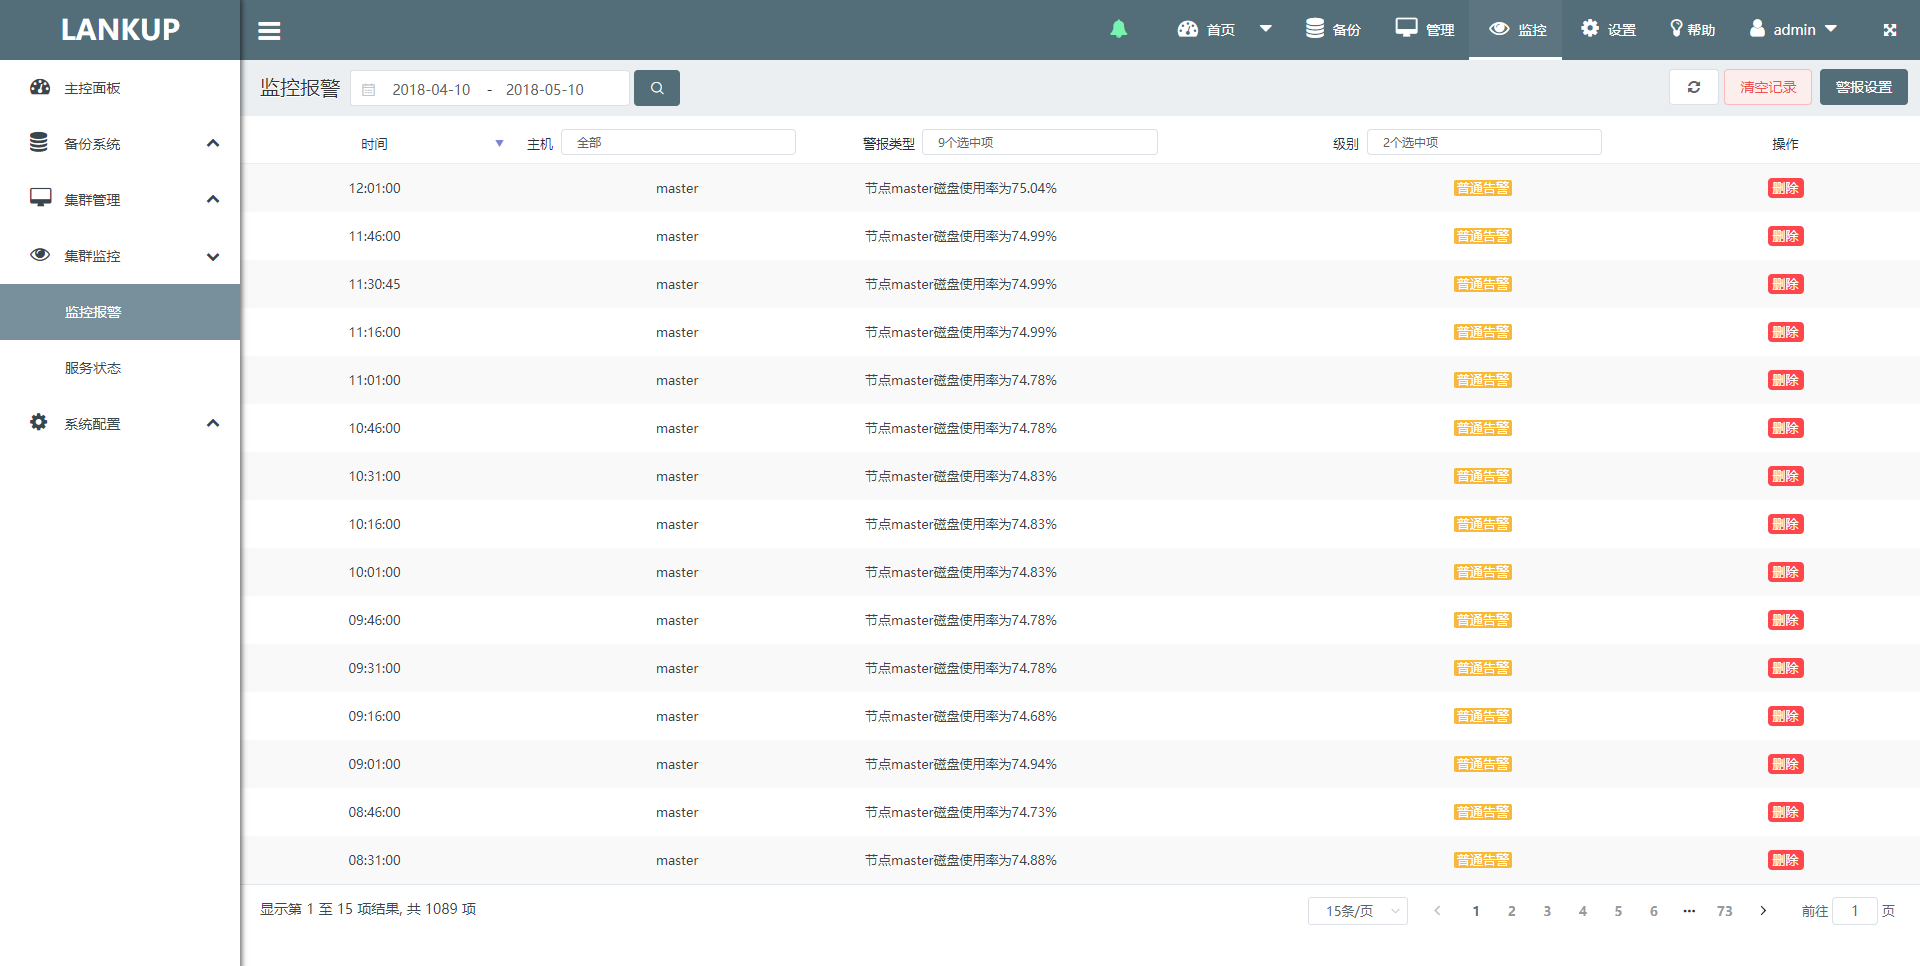 LANKUP
首页
备份
管理
监控
设置
帮助
admin
主控面板
备份系统
集群管理
集群监控
监控报警
服务状态
系统配置
监控报警 2018-04-10 - 2018-05-10 清空记录 警报设置
时间 主机 全部 警报类型 9个选中项 级别 2个选中项 操作
12:01:00 master 节点master磁盘使用率为75.04% 普通告警 删除
11:46:00 master 节点master磁盘使用率为74.99% 普通告警 删除
11:30:45 master 节点master磁盘使用率为74.99% 普通告警 删除
11:16:00 master 节点master磁盘使用率为74.99% 普通告警 删除
11:01:00 master 节点master磁盘使用率为74.78% 普通告警 删除
10:46:00 master 节点master磁盘使用率为74.78% 普通告警 删除
10:31:00 master 节点master磁盘使用率为74.83% 普通告警 删除
10:16:00 master 节点master磁盘使用率为74.83% 普通告警 删除
10:01:00 master 节点master磁盘使用率为74.83% 普通告警 删除
09:46:00 master 节点master磁盘使用率为74.78% 普通告警 删除
09:31:00 master 节点master磁盘使用率为74.78% 普通告警 删除
09:16:00 master 节点master磁盘使用率为74.68% 普通告警 删除
09:01:00 master 节点master磁盘使用率为74.94% 普通告警 删除
08:46:00 master 节点master磁盘使用率为74.73% 普通告警 删除
08:31:00 master 节点master磁盘使用率为74.88% 普通告警 删除
显示第 1 至 15 项结果, 共 1089 项 15条/页 1 2 3 4 5 6 ··· 73 前往 1 页